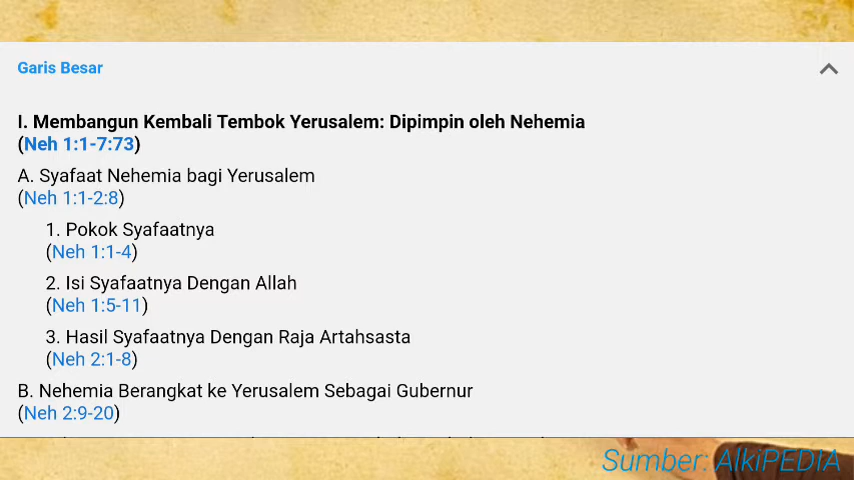 Garis Besar
I. Membangun Kembali Tembok Yerusalem: Dipimpin oleh Nehemia
(Neh 1:1-7:73)
A. Syafaat Nehemia bagi Yerusalem
(Neh 1:1-2:8)
1. Pokok Syafaatnya
(Neh 1:1-4)
2. Isi Syafaatnya Dengan Allah
(Neh 1:5-11)
3. Hasil Syafaatnya Dengan Raja Artahsasta
(Neh 2:1-8)
B. Nehemia Berangkat ke Yerusalem Sebagai Gubernur
(Neh 2:9-20)
Sumber: AlkiPEDIA